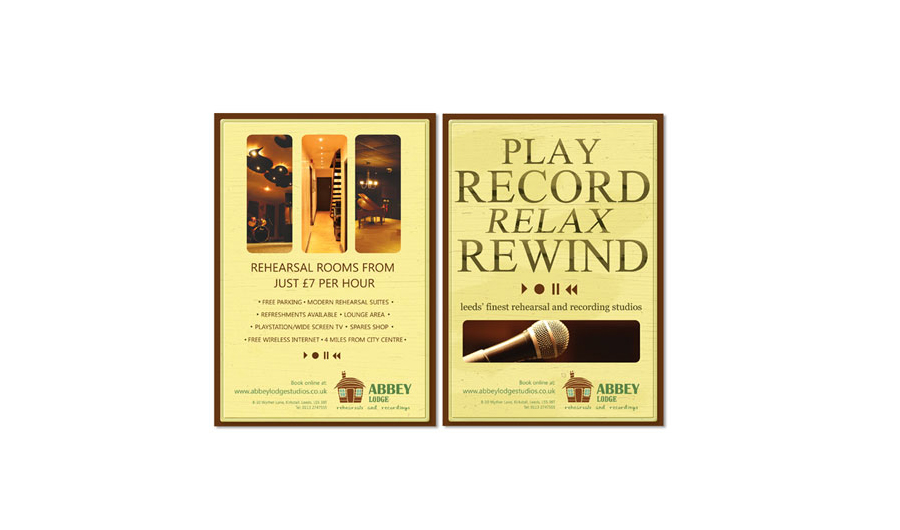 REHEARSAL ROOMS FROM
JUST £7 PER HOUR
• FREE PARKING • MODERN REHEARSAL SUITES •
• REFRESHMENTS AVAILABLE • LOUNGE AREA •
• PLAYSTATION/WIDE SCREEN TV • SPARES SHOP •
• FREE WIRELESS INTERNET • 4 MILES FROM CITY CENTRE •
Book online at:
www.abbeylodgestudios.co.uk
ABBEY
LODGE
rehearsals and recordings
PLAY
RECORD
RELAX
REWIND
leeds' finest rehearsal and recording studios
Book online at:
www.abbeylodgestudios.co.uk
ABBEY
LODGE
rehearsals and recordings